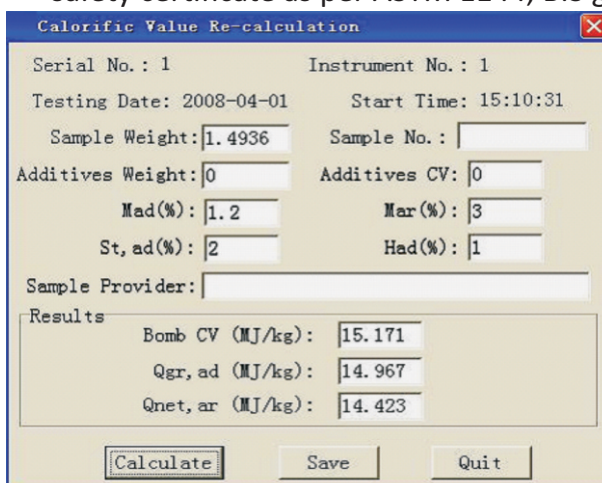 Calorific Value Re-calculation
Serial No.: 1 Instrument No.: 1
Testing Date: 2008-04-01 Start Time: 15:10:31
Sample Weight: 1.4936 Sample No.:
Additives Weight: 0 Additives CV: 0
Mad(%): 1.2 Mar(%): 3
St,ad(%): 2 Had(%): 1
Sample Provider:
Results
Bomb CV (MJ/kg): 15.171
Qgr,ad (MJ/kg): 14.967
Qnet,ar (MJ/kg): 14.423
Calculate Save Quit